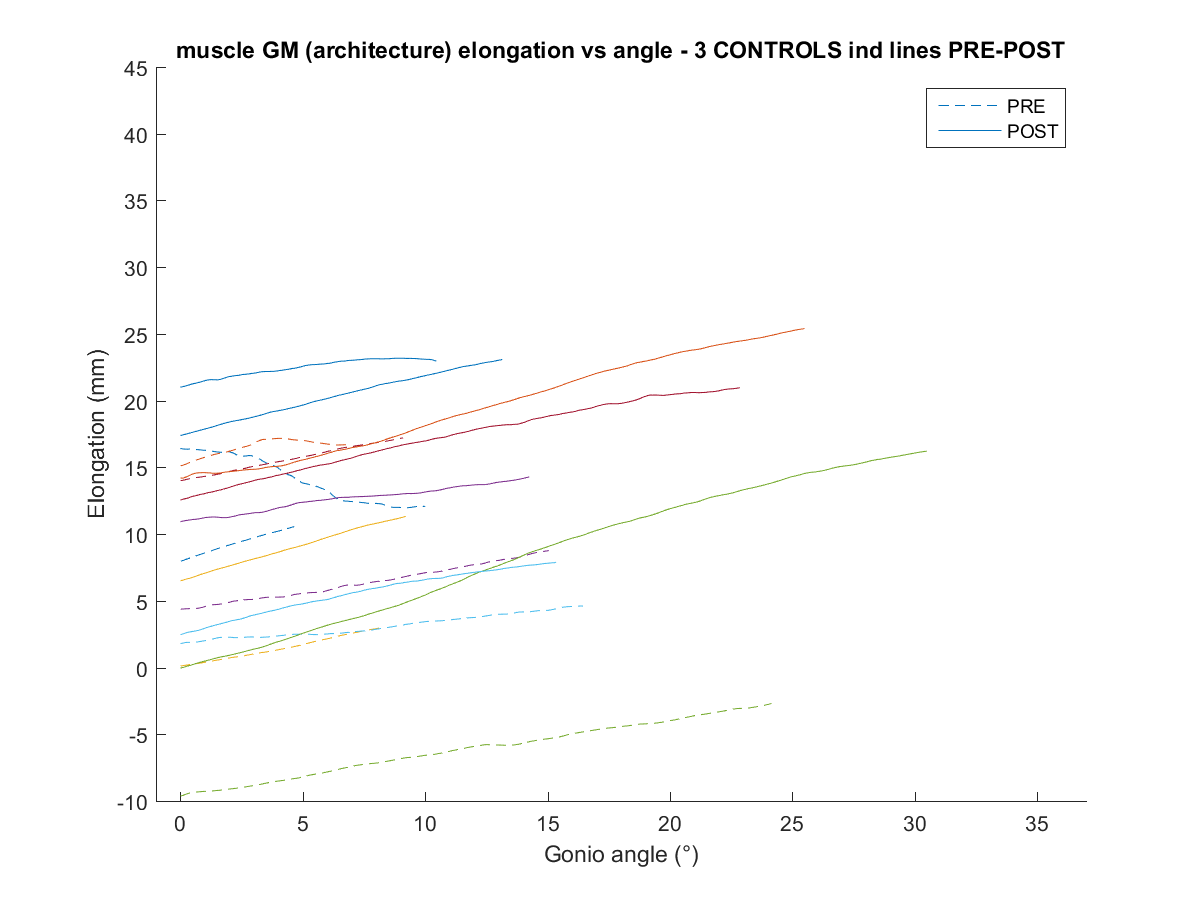 muscle GM (architecture) elongation vs angle - 3 CONTROLS ind lines PRE-POST
45
40
35
30
25
20
15
10
5
0
-5
-10
Elongation (mm)
PRE
POST
0 5 10 15 20 25 30 35
Gonio angle (°)